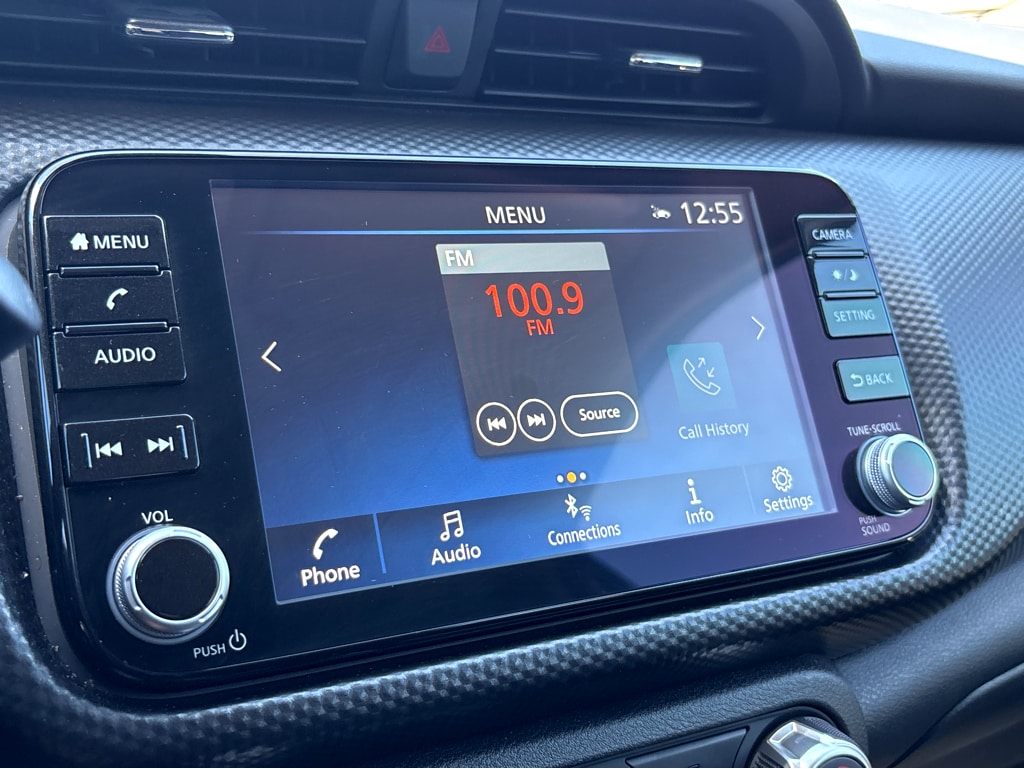 MENU
12:55
MENU
AUDIO
FM
100.9
FM
Source
Call History
CAMERA
SETTING
BACK
TUNE·SCROLL
PUSH
SOUND
VOL
PUSH
Phone
Audio
Connections
Info
Settings